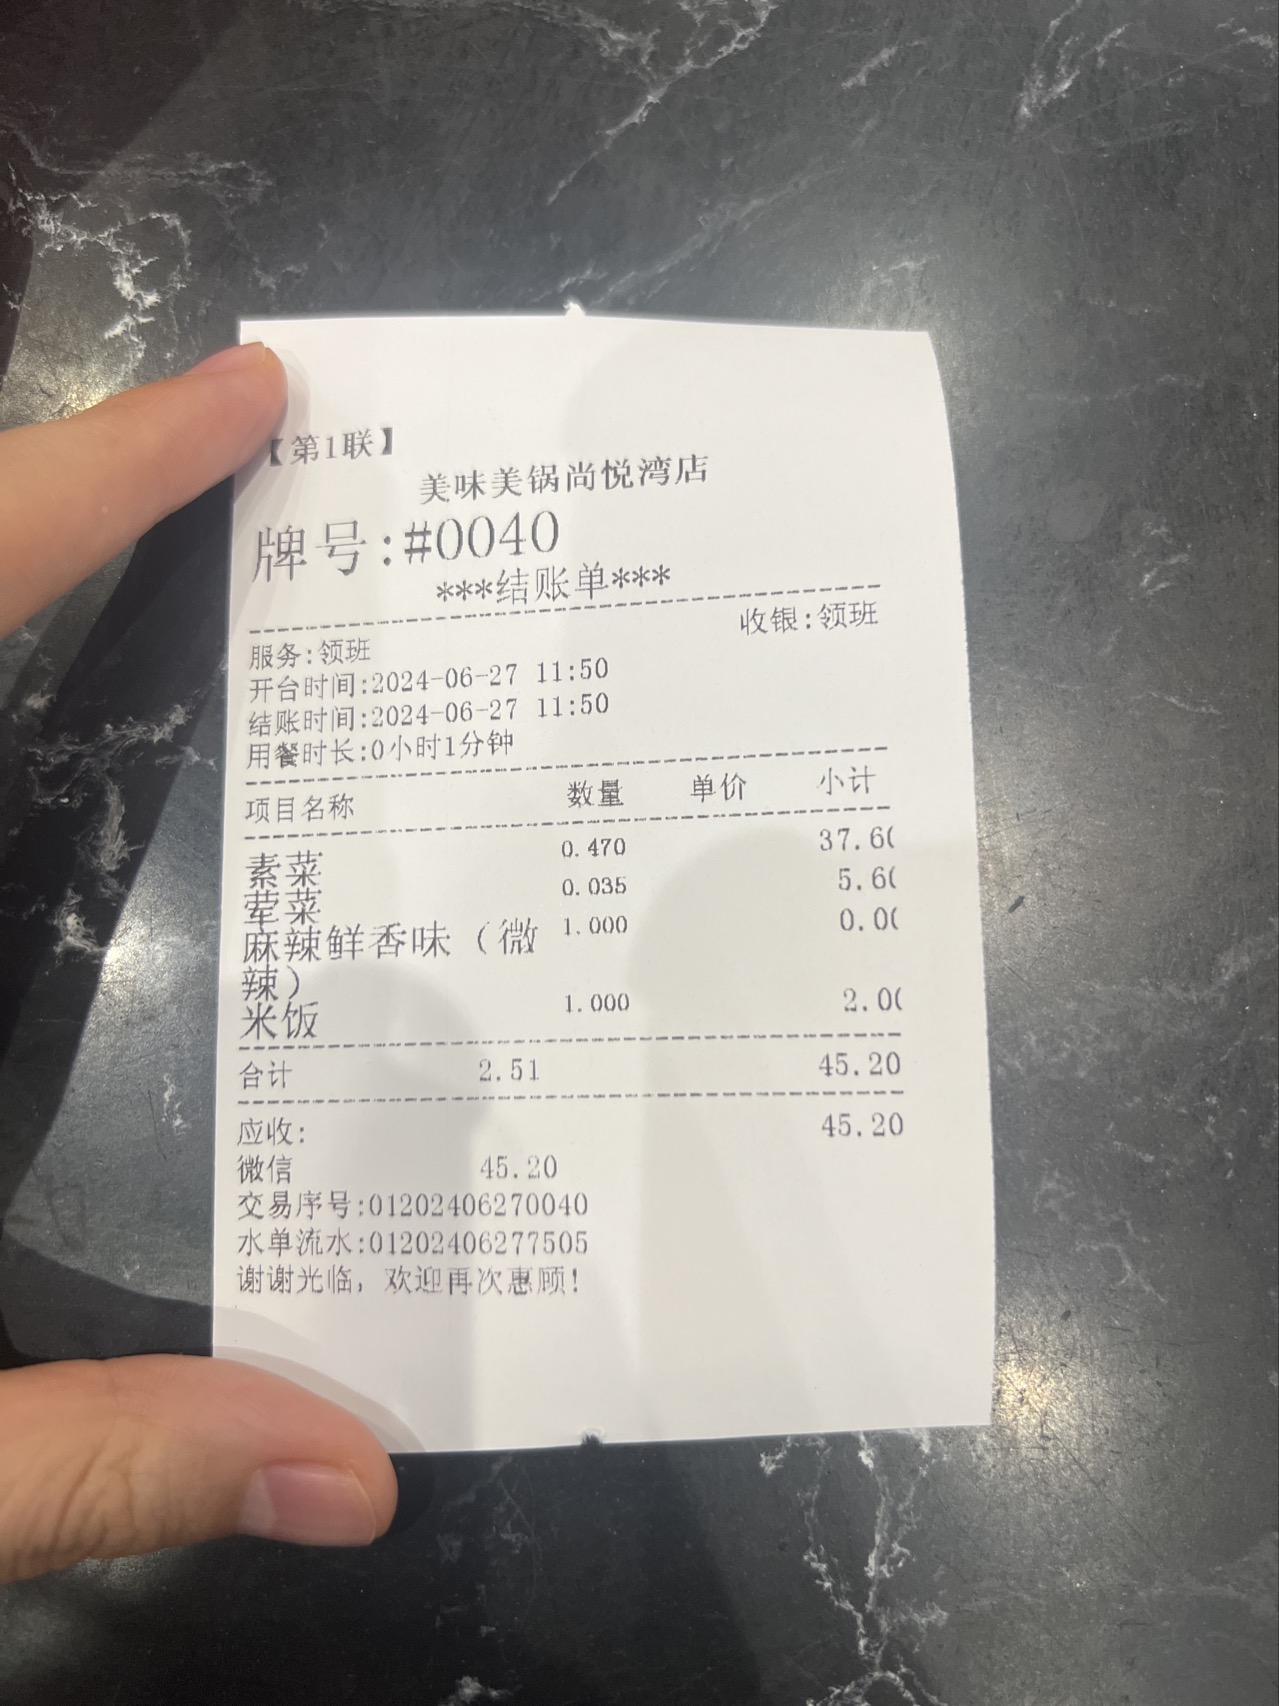 【第1联】
美味美锅尚悦湾店
牌号:#0040
***结账单***
服务:领班 收银:领班
开台时间:2024-06-27 11:50
结账时间:2024-06-27 11:50
用餐时长:0小时1分钟
项目名称 数量 单价 小计
素菜 0.470 37.60
荤菜 0.035 5.60
麻辣鲜香味（微 1.000 0.00
辣）
米饭 1.000 2.00
合计 2.51 45.20
应收: 45.20
微信 45.20
交易序号:01202406270040
水单流水:01202406277505
谢谢光临，欢迎再次惠顾!